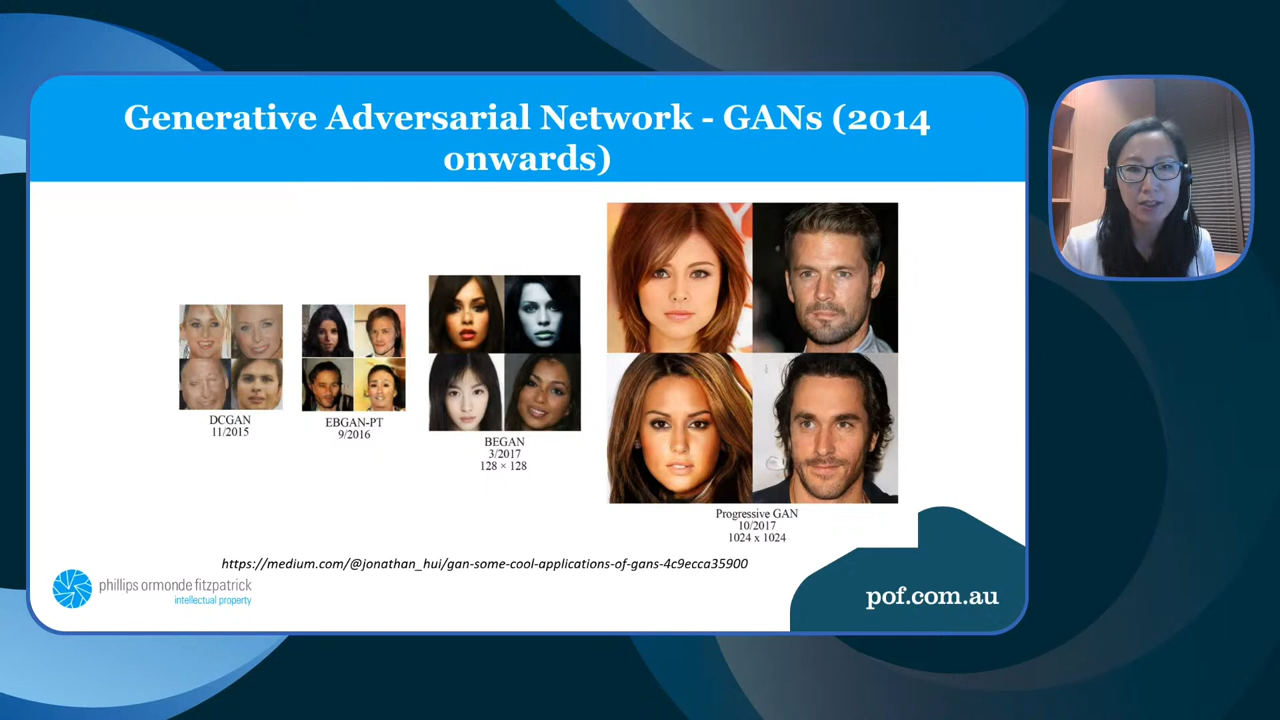 Generative Adversarial Network - GANs (2014
onwards)
DCGAN
11/2015
EBGAN-PT
9/2016
BEGAN
3/2017
128 × 128
Progressive GAN
10/2017
1024 x 1024
https://medium.com/@jonathan_hui/gan-some-cool-applications-of-gans-4c9ecca35900
phillips ormonde fitzpatrick
intellectual property
pof.com.au